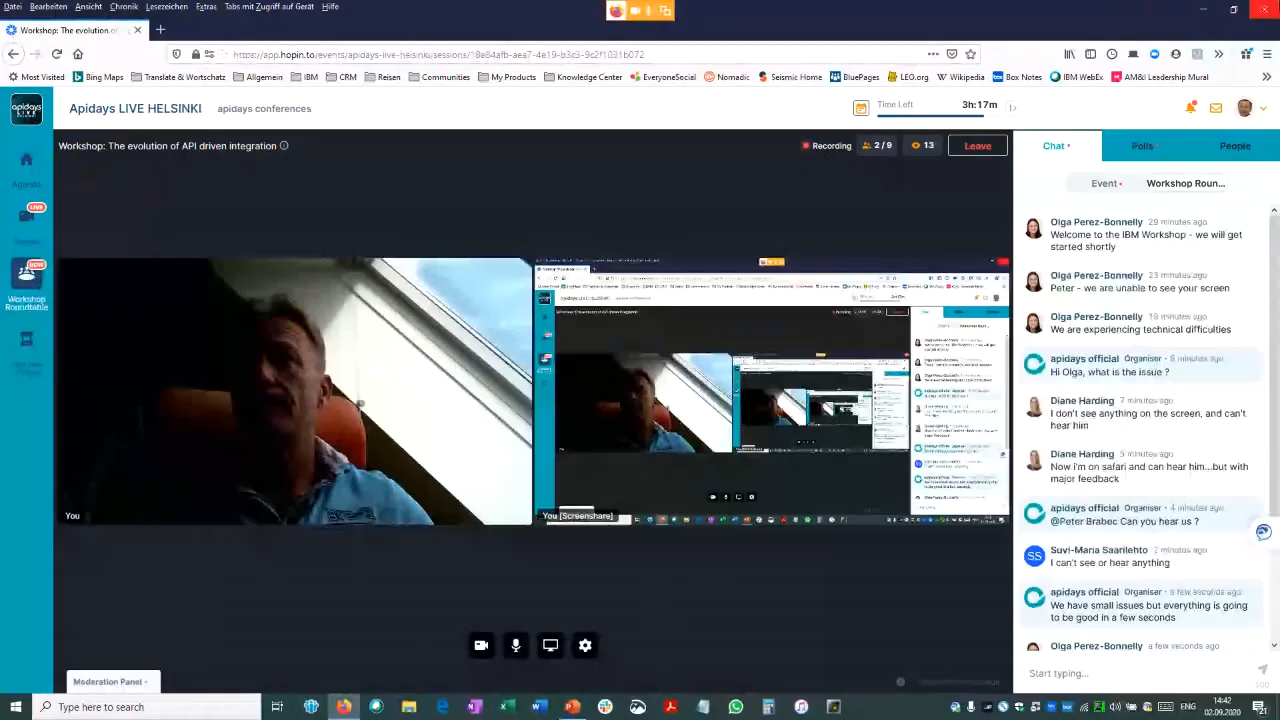 Datei Bearbeiten Ansicht Chronik Lesezeichen Extras Tabs mit Zugriff auf Gerät Hilfe
Workshop: The evolution of
https://app.hopin.to/events/apidays-live-helsinki/sessions/
Most Visited Bing Maps Translate & Wortschatz Allgemein IBM CRM Reisen Communities My Products Knowledge Center EveryoneSocial Nomadic Seismic Home BluePages LEO.org Wikipedia Box Notes IBM WebEx AM&I Leadership Mural
apidays LIVE HELSINKI
Apidays LIVE HELSINKI apidays conferences
Time Left 3h:17m
Workshop: The evolution of API driven integration
Recording 2 / 9 13 Leave
Chat Polls People
Event Workshop Roun...
Agenda
LIVE
NOW
Workshop Roundtable
Olga Perez-Bonnelly 29 minutes ago
Welcome to the IBM Workshop - we will get
started shortly
Olga Perez-Bonnelly 23 minutes ago
Peter - we are unable to see your screen
Olga Perez-Bonnelly 19 minutes ago
We are experiencing technical difficulties
apidays official Organiser • minutes ago
Hi Olga, what is the issue ?
Diane Harding 7 minutes ago
I don't see anything on the screen, and can't
hear him
Diane Harding 5 minutes ago
Now i'm on safari and can hear him...but with
major feedback
apidays official Organiser • 4 minutes ago
@Peter Brabec Can you hear us ?
Suvi-Maria Saarilehto 2 minutes ago
I can't see or hear anything
apidays official Organiser • a few seconds ago
We have small issues but everything is going
to be good in a few seconds
Olga Perez-Bonnelly a few seconds ago
You
You [Screenshare]
Moderation Panel
Start typing...
300
Type here to search
14:42
02.09.2020